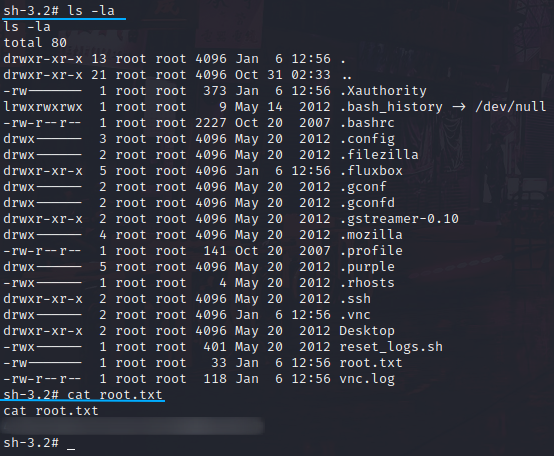 sh-3.2# ls -la
ls -la
total 80
drwxr-xr-x 13 root root 4096 Jan  6 12:56 .
drwxr-xr-x 21 root root 4096 Oct 31 02:33 ..
-rw-------  1 root root  373 Jan  6 12:56 .Xauthority
lrwxrwxrwx  1 root root    9 May 14  2012 .bash_history -> /dev/null
-rw-r--r--  1 root root 2227 Oct 20  2007 .bashrc
drwx------  3 root root 4096 May 20  2012 .config
drwx------  2 root root 4096 May 20  2012 .filezilla
drwxr-xr-x  5 root root 4096 Jan  6 12:56 .fluxbox
drwx------  2 root root 4096 May 20  2012 .gconf
drwx------  2 root root 4096 May 20  2012 .gconfd
drwxr-xr-x  2 root root 4096 May 20  2012 .gstreamer-0.10
drwx------  4 root root 4096 May 20  2012 .mozilla
-rw-r--r--  1 root root  141 Oct 20  2007 .profile
drwx------  5 root root 4096 May 20  2012 .purple
-rwx------  1 root root    4 May 20  2012 .rhosts
drwxr-xr-x  2 root root 4096 May 20  2012 .ssh
drwx------  2 root root 4096 Jan  6 12:56 .vnc
drwxr-xr-x  2 root root 4096 May 20  2012 Desktop
-rwx------  1 root root  401 May 20  2012 reset_logs.sh
-rw-------  1 root root   33 Jan  6 12:56 root.txt
-rw-r--r--  1 root root  118 Jan  6 12:56 vnc.log
sh-3.2# cat root.txt
cat root.txt
sh-3.2# _